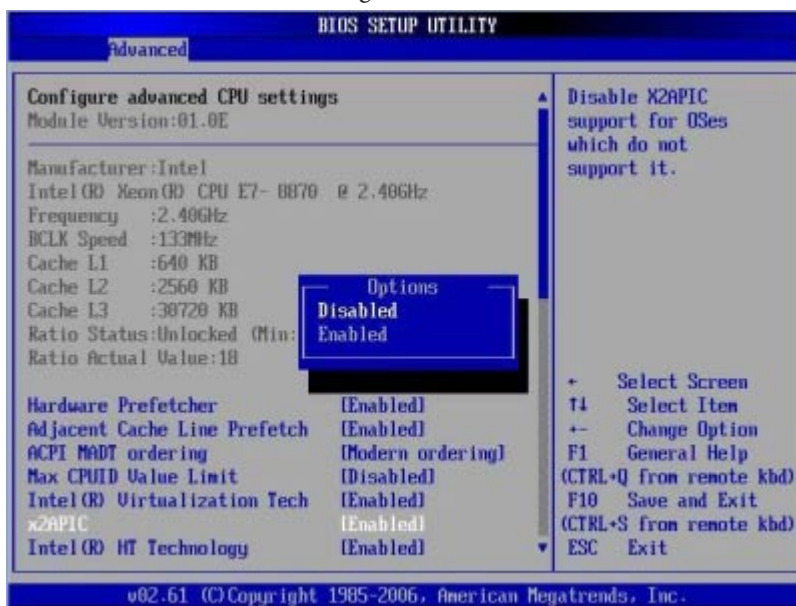 BIOS SETUP UTILITY
Advanced
Configure advanced CPU settings
Module Version:01.0E
Manufacturer:Intel
Intel(R) Xeon(R) CPU E7- 8870 @ 2.40GHz
Frequency :2.40GHz
BCLK Speed :133MHz
Cache L1 :640 KB
Cache L2 :2560 KB
Cache L3 :30720 KB
Ratio Status:Unlocked (Min:
Ratio Actual Value:18
Options
Disabled
Enabled
Hardware Prefetcher [Enabled]
Adjacent Cache Line Prefetch [Enabled]
ACPI MADT ordering [Modern ordering]
Max CPUID Value Limit [Disabled]
Intel(R) Virtualization Tech [Enabled]
x2APIC [Enabled]
Intel(R) HT Technology [Enabled]
Disable X2APIC
support for OSes
which do not
support it.
← Select Screen
↑↓ Select Item
+- Change Option
F1 General Help
(CTRL+Q from remote kbd)
F10 Save and Exit
(CTRL+S from remote kbd)
ESC Exit
v02.61 (C)Copyright 1985-2006, American Megatrends, Inc.